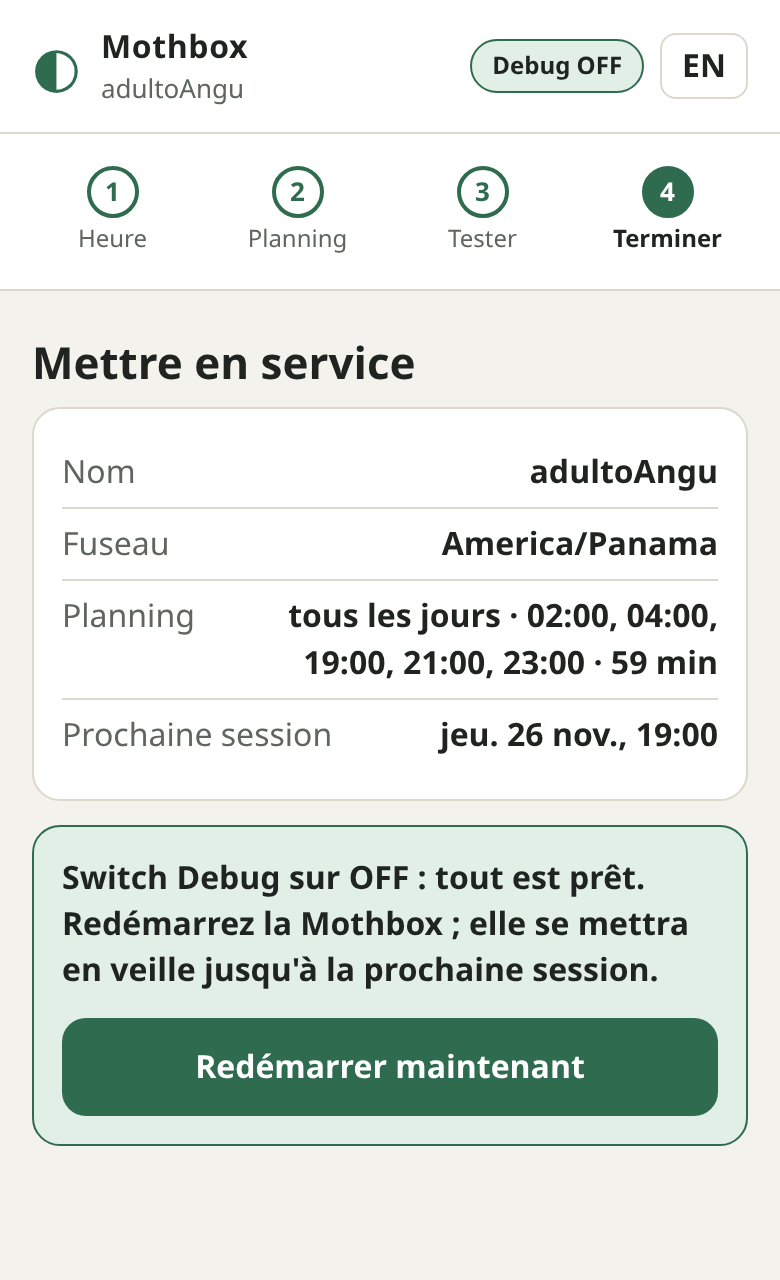 Mothbox
adultoAngu
Debug OFF
EN
1
Heure
2
Planning
3
Tester
4
Terminer
Mettre en service
Nom
adultoAngu
Fuseau
America/Panama
Planning
tous les jours · 02:00, 04:00,
19:00, 21:00, 23:00 · 59 min
Prochaine session
jeu. 26 nov., 19:00
Switch Debug sur OFF : tout est prêt.
Redémarrez la Mothbox ; elle se mettra
en veille jusqu'à la prochaine session.
Redémarrer maintenant